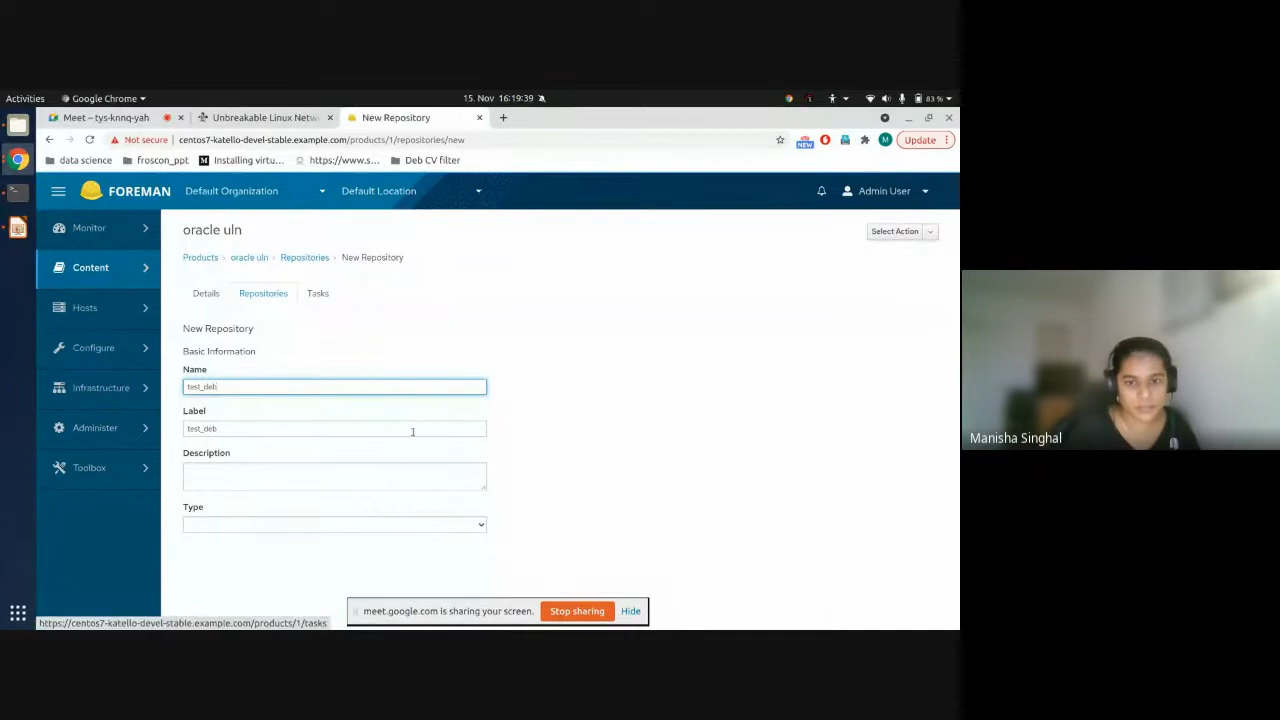 Activities
Google Chrome
15. Nov 16:19:39
83 %
Meet – tys-knnq-yah
Unbreakable Linux Netw
New Repository
Not secure
centos7-katello-devel-stable.example.com/products/1/repositories/new
NEW
M
Update
data science
froscon_ppt
Installing virtu...
https://www.s...
Deb CV filter
FOREMAN
Default Organization
Default Location
Admin User
Monitor
Content
Hosts
Configure
Infrastructure
Administer
Toolbox
oracle uln
Select Action
Products
oracle uln
Repositories
New Repository
Details
Repositories
Tasks
New Repository
Basic Information
Name
test_deb
Label
test_deb
Description
Type
meet.google.com is sharing your screen.
Stop sharing
Hide
https://centos7-katello-devel-stable.example.com/products/1/tasks
Manisha Singhal